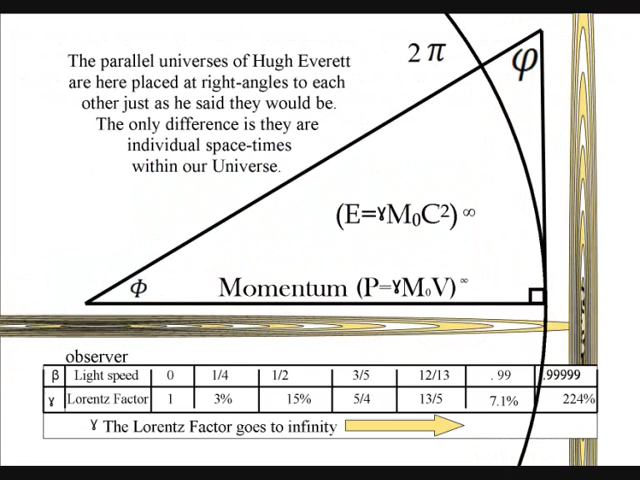 The parallel universes of Hugh Everett
are here placed at right-angles to each
other just as he said they would be.
The only difference is they are
individual space-times
within our Universe.
2 π
φ
(E=ɤM₀C²) ∞
Φ
Momentum (P=ɤM₀V) ∞
observer
β Light speed 0 1/4 1/2 3/5 12/13 . 99 .99999
ɤ Lorentz Factor 1 3% 15% 5/4 13/5 7.1% 224%
ɤ The Lorentz Factor goes to infinity